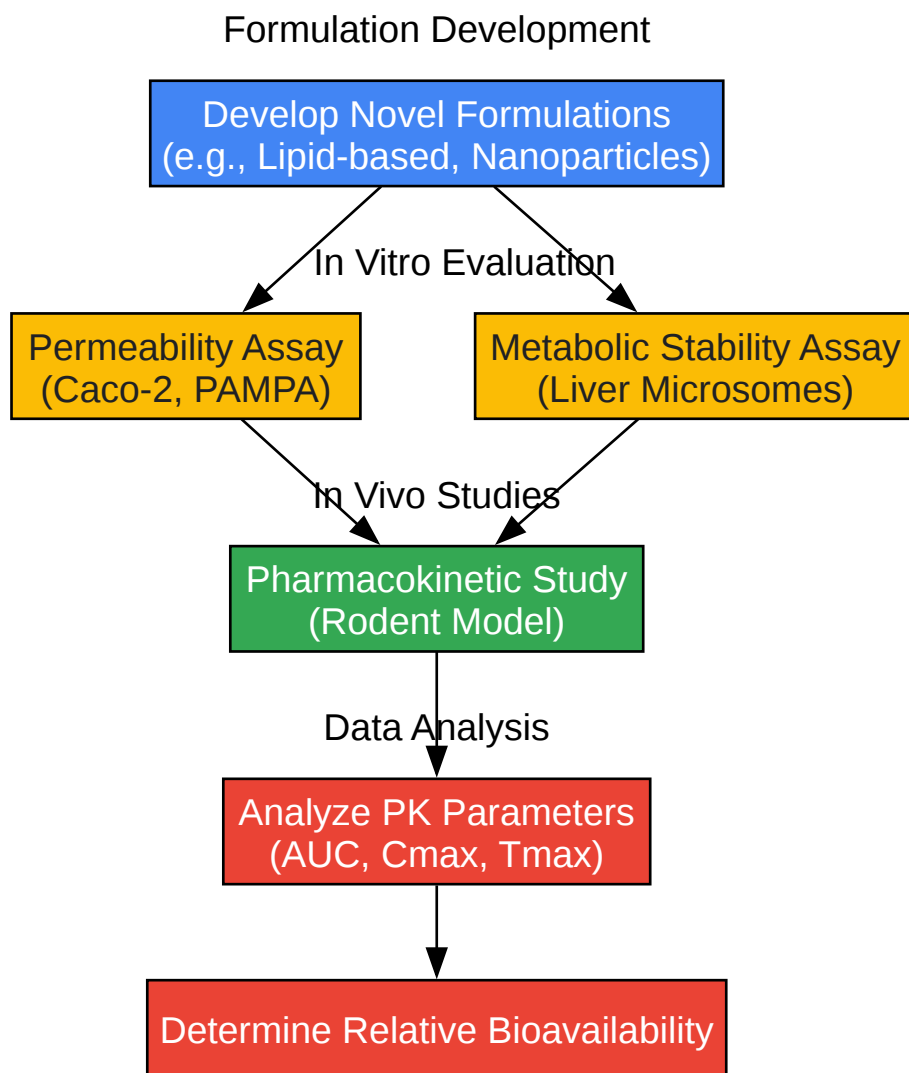 Formulation Development
Develop Novel Formulations
(e.g., Lipid-based, Nanoparticles)
In Vitro Evaluation
Permeability Assay
(Caco-2, PAMPA)
Metabolic Stability Assay
(Liver Microsomes)
In Vivo Studies
Pharmacokinetic Study
(Rodent Model)
Data Analysis
Analyze PK Parameters
(AUC, Cmax, Tmax)
Determine Relative Bioavailability